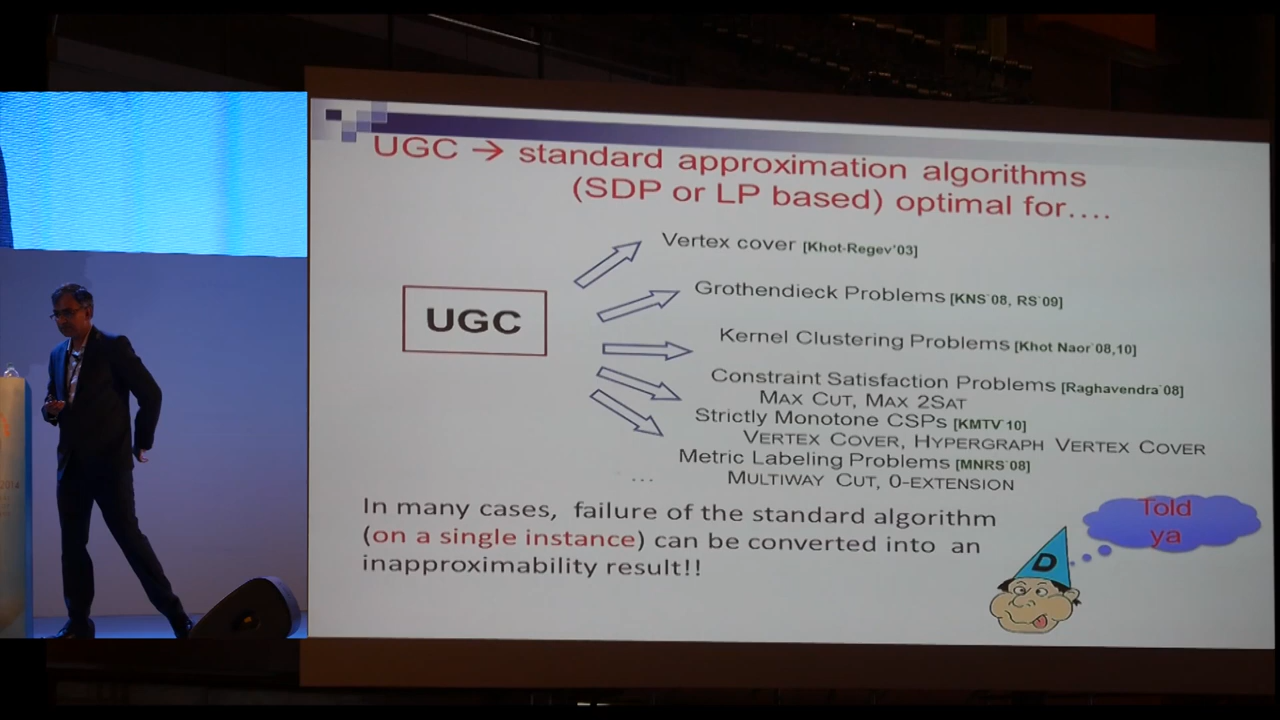 UGC → standard approximation algorithms
(SDP or LP based) optimal for....
Vertex cover [Khot-Regev'03]
Grothendieck Problems [KNS'08, RS'09]
UGC
Kernel Clustering Problems [Khot Naor'08,10]
Constraint Satisfaction Problems [Raghavendra'08]
MAX CUT, MAX 2SAT
Strictly Monotone CSPs [KMTV'10]
VERTEX COVER, HYPERGRAPH VERTEX COVER
Metric Labeling Problems [MNRS'08]
... MULTIWAY CUT, 0-EXTENSION
In many cases, failure of the standard algorithm
(on a single instance) can be converted into an
inapproximability result!!
Told
ya
D
2014